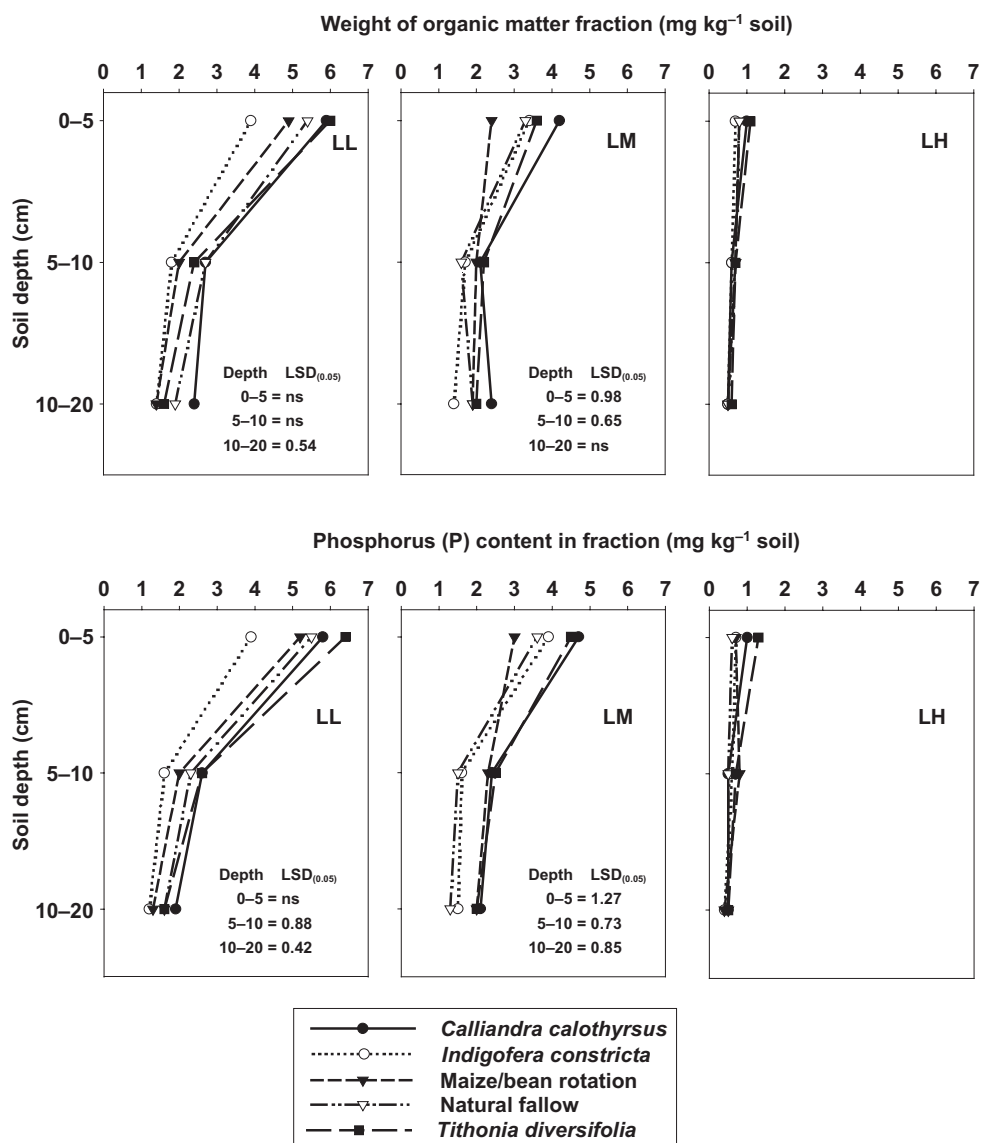 Weight of organic matter fraction (mg kg⁻¹ soil)
0 1 2 3 4 5 6 7 0 1 2 3 4 5 6 7 0 1 2 3 4 5 6 7
Soil depth (cm)
0–5
5–10
10–20
LL
LM
LH
Depth LSD(0.05)
0–5 = ns
5–10 = ns
10–20 = 0.54
Depth LSD(0.05)
0–5 = 0.98
5–10 = 0.65
10–20 = ns
Phosphorus (P) content in fraction (mg kg⁻¹ soil)
0 1 2 3 4 5 6 7 0 1 2 3 4 5 6 7 0 1 2 3 4 5 6 7
Soil depth (cm)
0–5
5–10
10–20
LL
LM
LH
Depth LSD(0.05)
0–5 = ns
5–10 = 0.88
10–20 = 0.42
Depth LSD(0.05)
0–5 = 1.27
5–10 = 0.73
10–20 = 0.85
Calliandra calothyrsus
Indigofera constricta
Maize/bean rotation
Natural fallow
Tithonia diversifolia